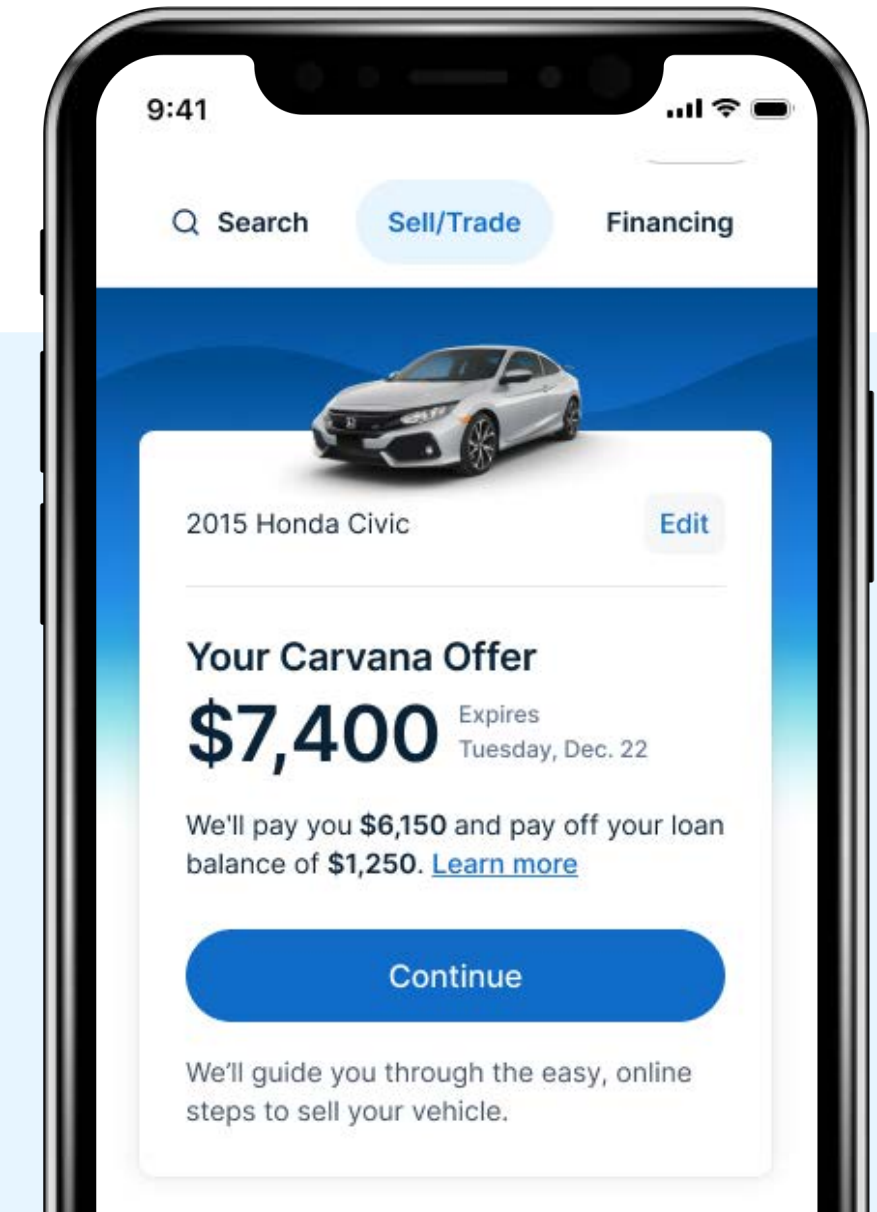 9:41
Search Sell/Trade Financing
2015 Honda Civic Edit
Your Carvana Offer
$7,400 Expires
Tuesday, Dec. 22
We'll pay you $6,150 and pay off your loan
balance of $1,250. Learn more
Continue
We’ll guide you through the easy, online
steps to sell your vehicle.